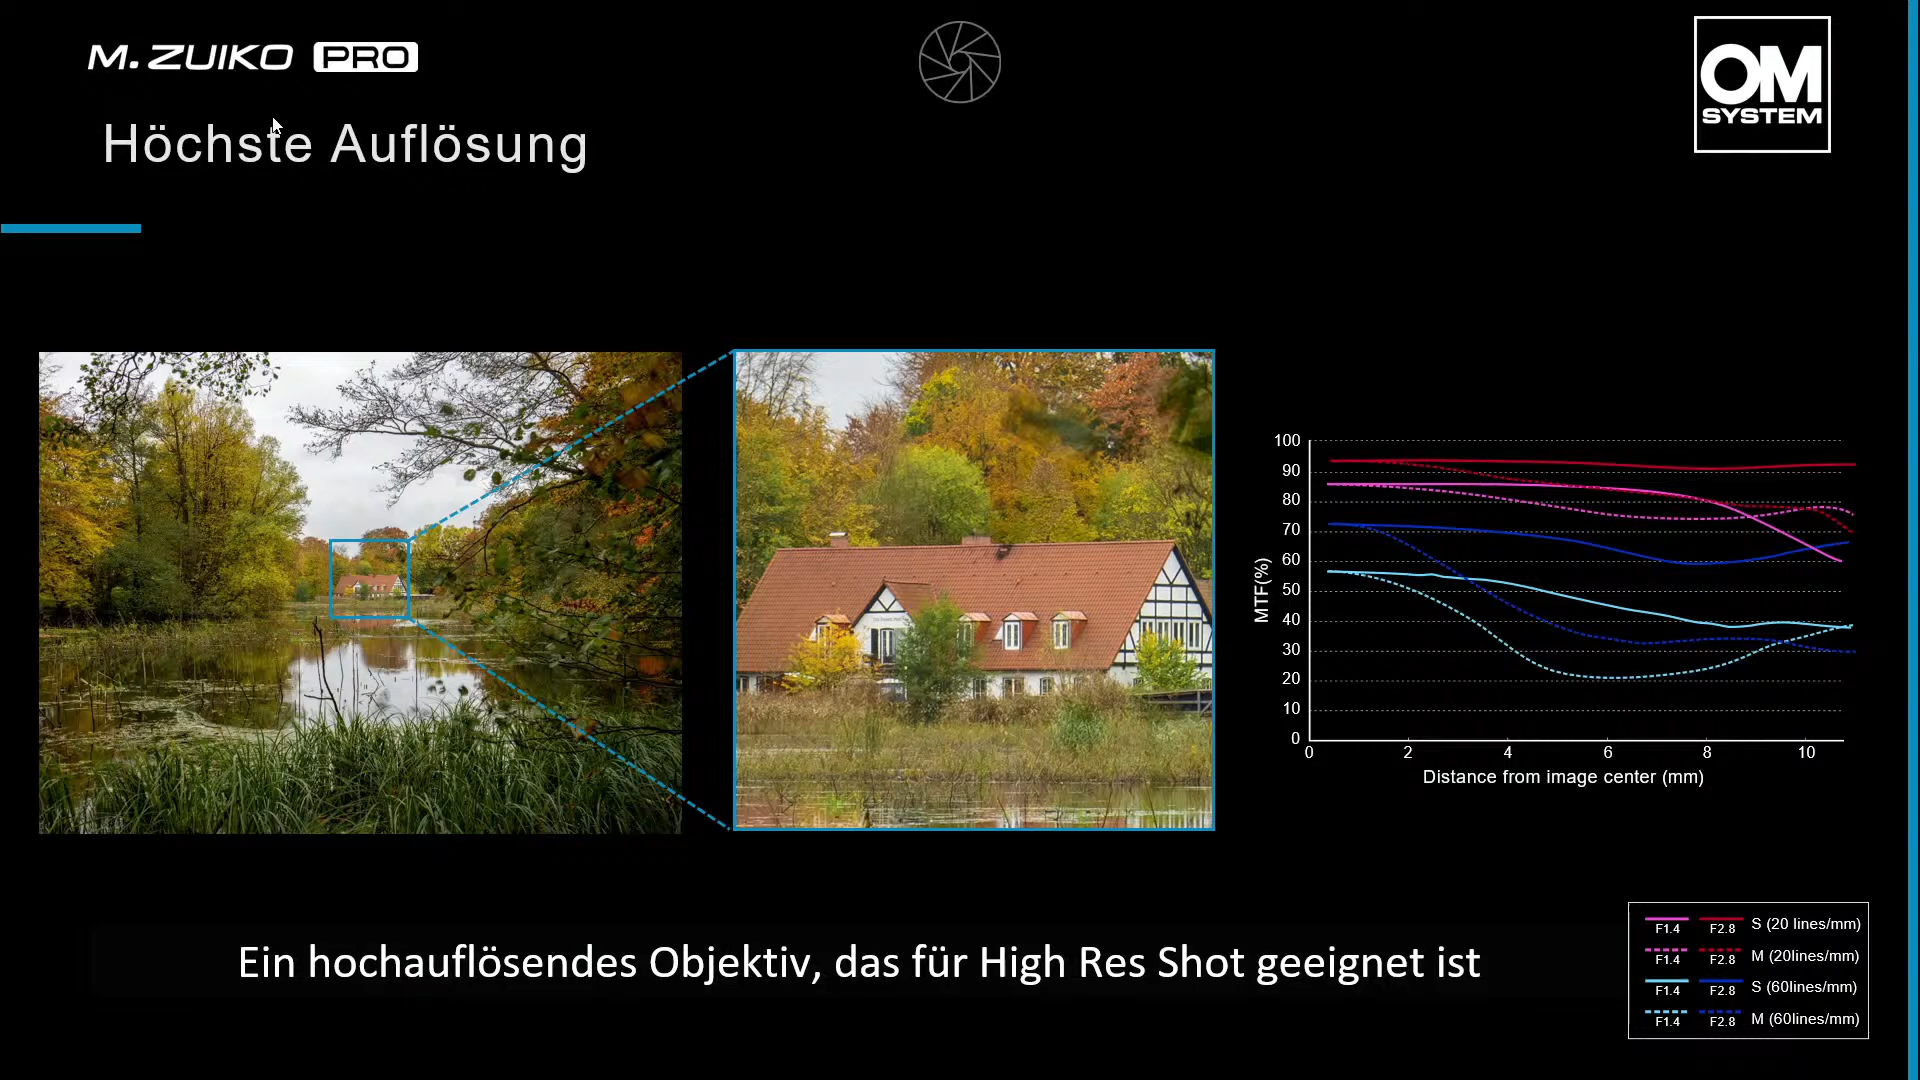 M.ZUIKO PRO
OM
SYSTEM
Höchste Auflösung
100
90
80
70
60
50
40
30
20
10
0
MTF(%)
0 2 4 6 8 10
Distance from image center (mm)
Ein hochauflösendes Objektiv, das für High Res Shot geeignet ist
F1.4 F2.8 S (20 lines/mm)
F1.4 F2.8 M (20lines/mm)
F1.4 F2.8 S (60lines/mm)
F1.4 F2.8 M (60lines/mm)